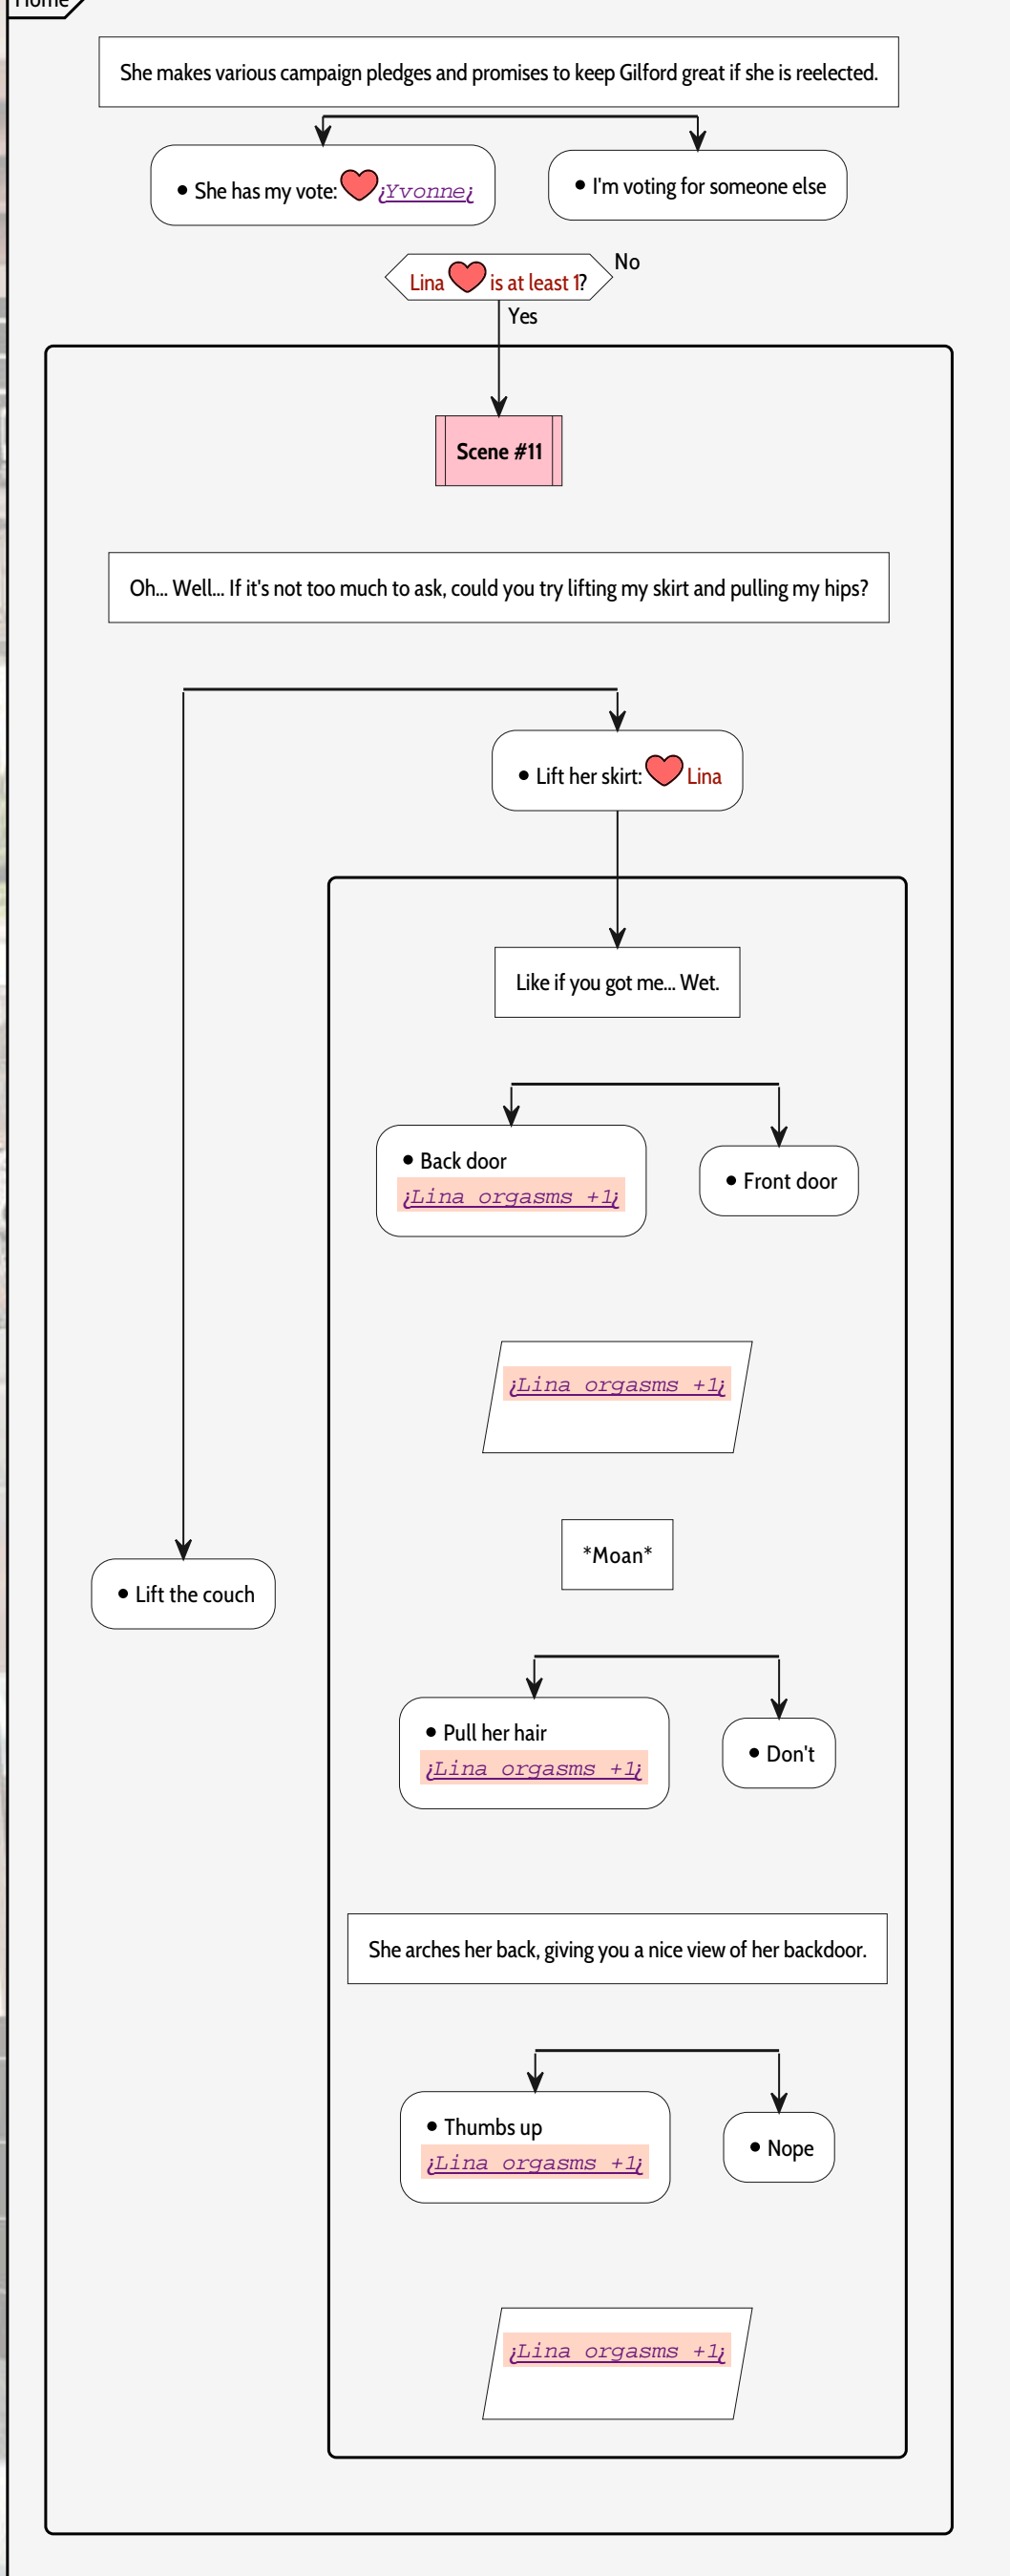 Home
She makes various campaign pledges and promises to keep Gilford great if she is reelected.
• She has my vote: ❤¿Yvonne¿
• I'm voting for someone else
Lina ❤ is at least 1?
No
Yes
Scene #11
Oh... Well... If it's not too much to ask, could you try lifting my skirt and pulling my hips?
• Lift her skirt: ❤ Lina
Like if you got me... Wet.
• Back door
¿Lina orgasms +1¿
• Front door
¿Lina orgasms +1¿
*Moan*
• Lift the couch
• Pull her hair
¿Lina orgasms +1¿
• Don't
She arches her back, giving you a nice view of her backdoor.
• Thumbs up
¿Lina orgasms +1¿
• Nope
¿Lina orgasms +1¿